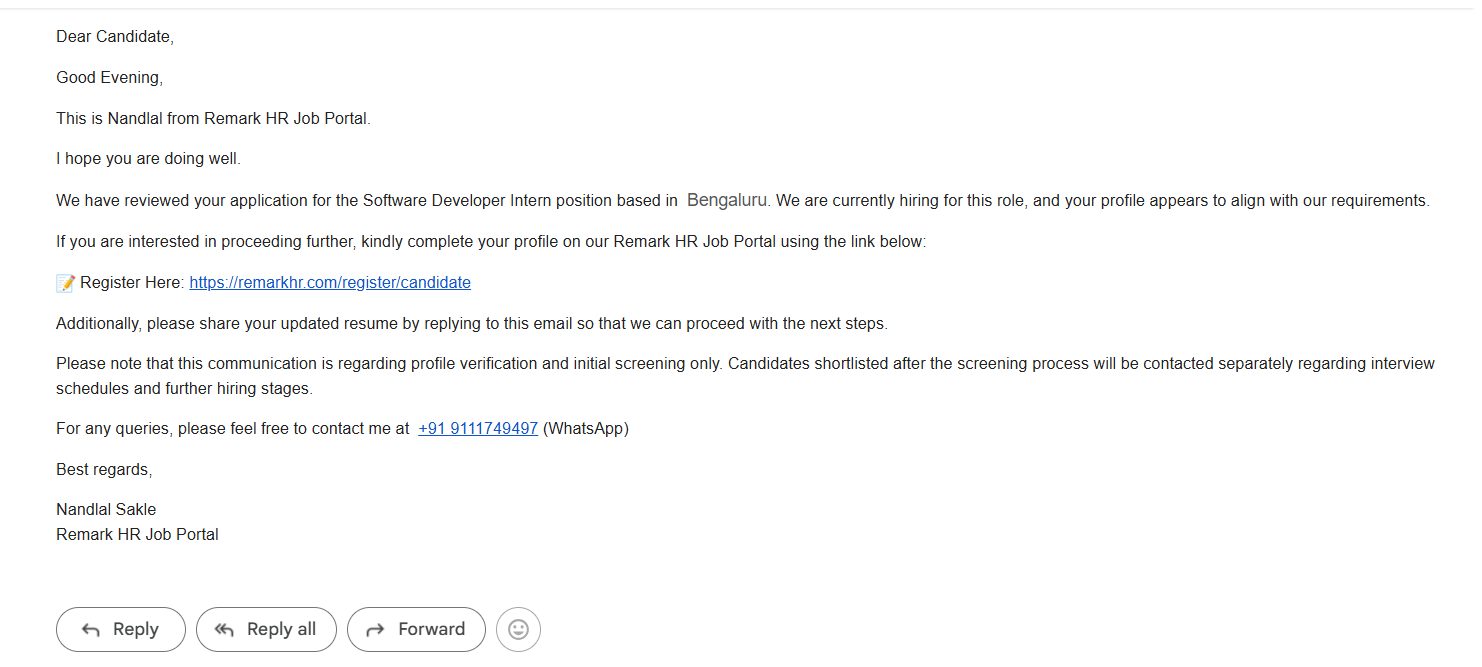 Dear Candidate,
Good Evening,
This is Nandlal from Remark HR Job Portal.
I hope you are doing well.
We have reviewed your application for the Software Developer Intern position based in Bengaluru. We are currently hiring for this role, and your profile appears to align with our requirements.
If you are interested in proceeding further, kindly complete your profile on our Remark HR Job Portal using the link below:
📝 Register Here: https://remarkhr.com/register/candidate
Additionally, please share your updated resume by replying to this email so that we can proceed with the next steps.
Please note that this communication is regarding profile verification and initial screening only. Candidates shortlisted after the screening process will be contacted separately regarding interview
schedules and further hiring stages.
For any queries, please feel free to contact me at +91 9111749497 (WhatsApp)
Best regards,
Nandlal Sakle
Remark HR Job Portal
Reply Reply all Forward